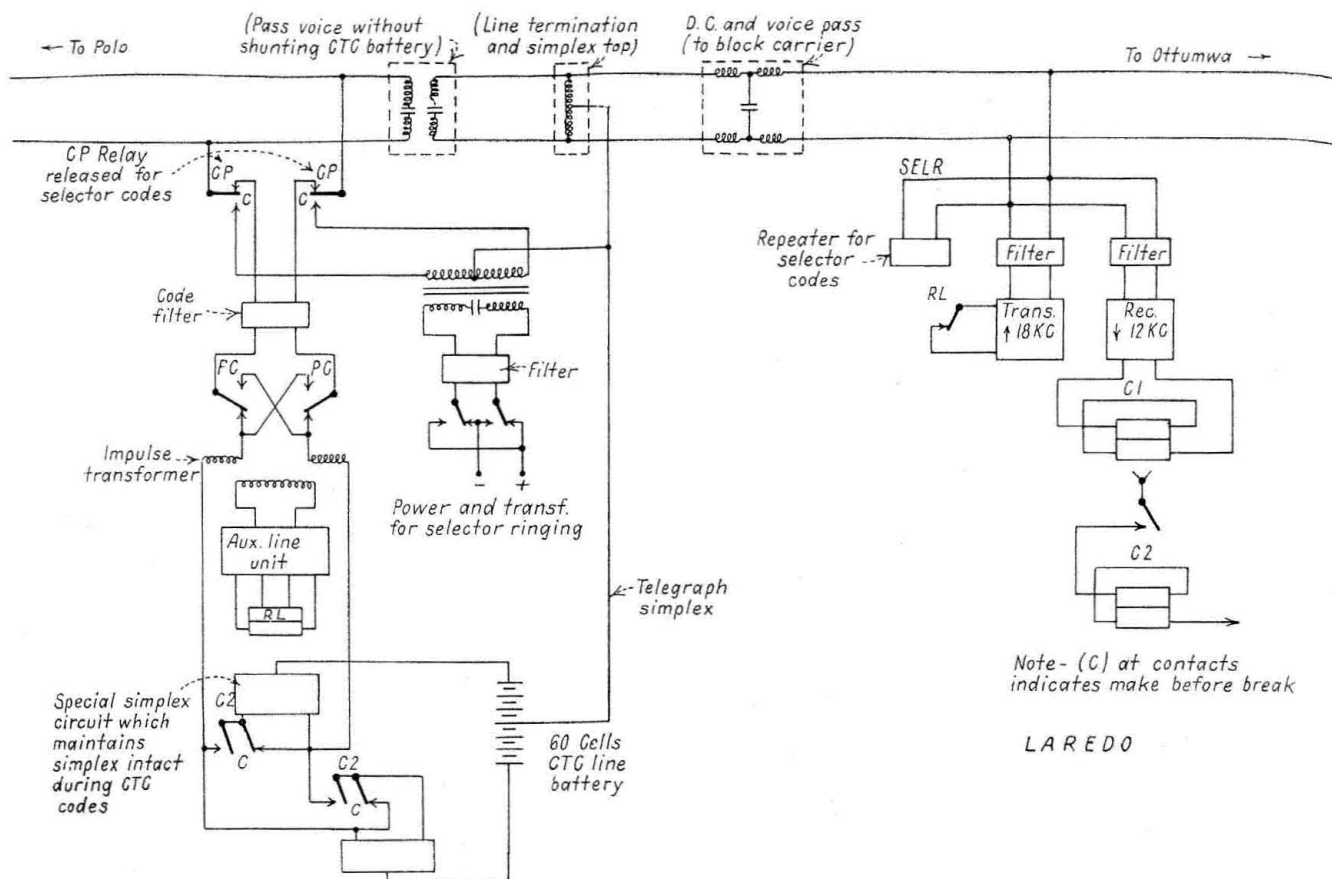 ← To Polo
(Pass voice without
shunting CTC battery)
(Line termination
and simplex top)
D.C. and voice pass
(to block carrier)
To Ottumwa →
CP Relay
released for
selector codes
CP
CP
C
C
SELR
Repeater for
selector
codes
Filter
Filter
RL
Trans.
↑ 18KC
Rec.
↓ 12KC
Code
filter
FC
PC
Filter
C1
Impulse
transformer
- +
Power and transf.
for selector ringing
Aux. line
unit
RL
C2
Telegraph
simplex
Special simplex
circuit which
maintains
simplex intact
during CTC
codes
C2
C
C2
C
60 Cells
CTC line
battery
Note- (C) at contacts
indicates make before break
LAREDO